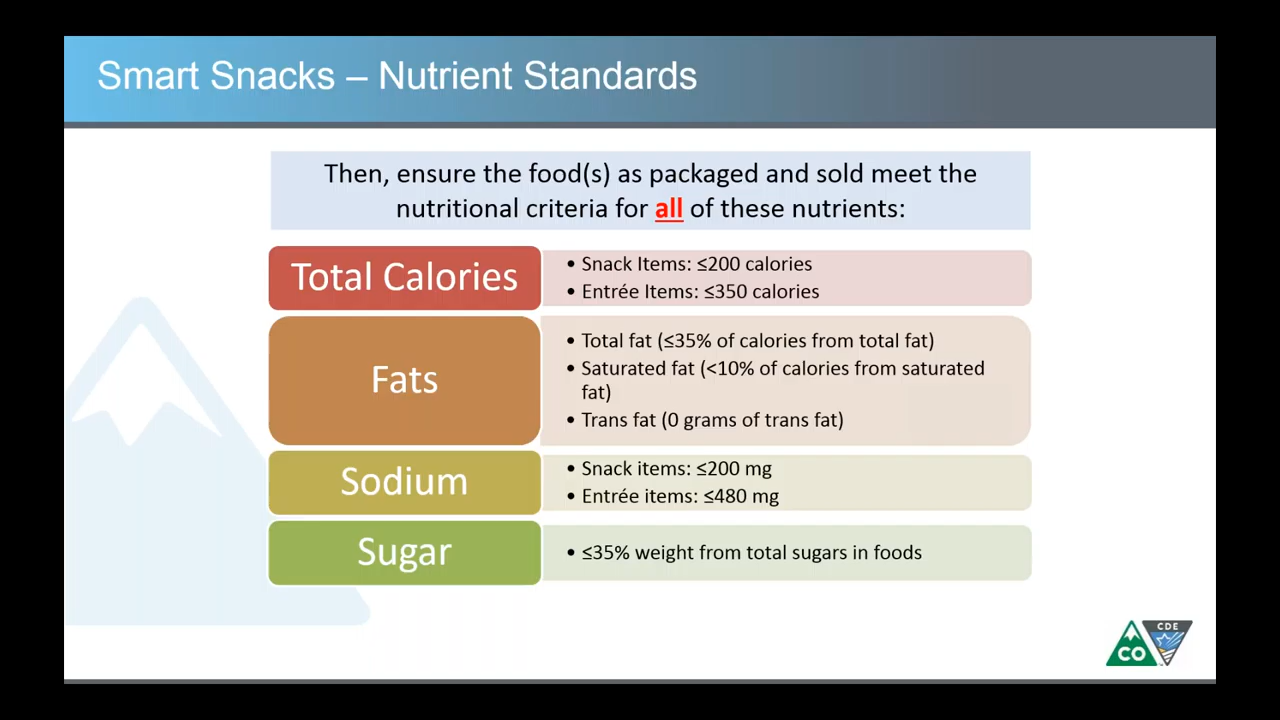 Smart Snacks – Nutrient Standards
Then, ensure the food(s) as packaged and sold meet the
nutritional criteria for all of these nutrients:
Total Calories
• Snack Items: ≤200 calories
• Entrée Items: ≤350 calories
Fats
• Total fat (≤35% of calories from total fat)
• Saturated fat (<10% of calories from saturated
fat)
• Trans fat (0 grams of trans fat)
Sodium
• Snack items: ≤200 mg
• Entrée items: ≤480 mg
Sugar
• ≤35% weight from total sugars in foods
CO
CDE